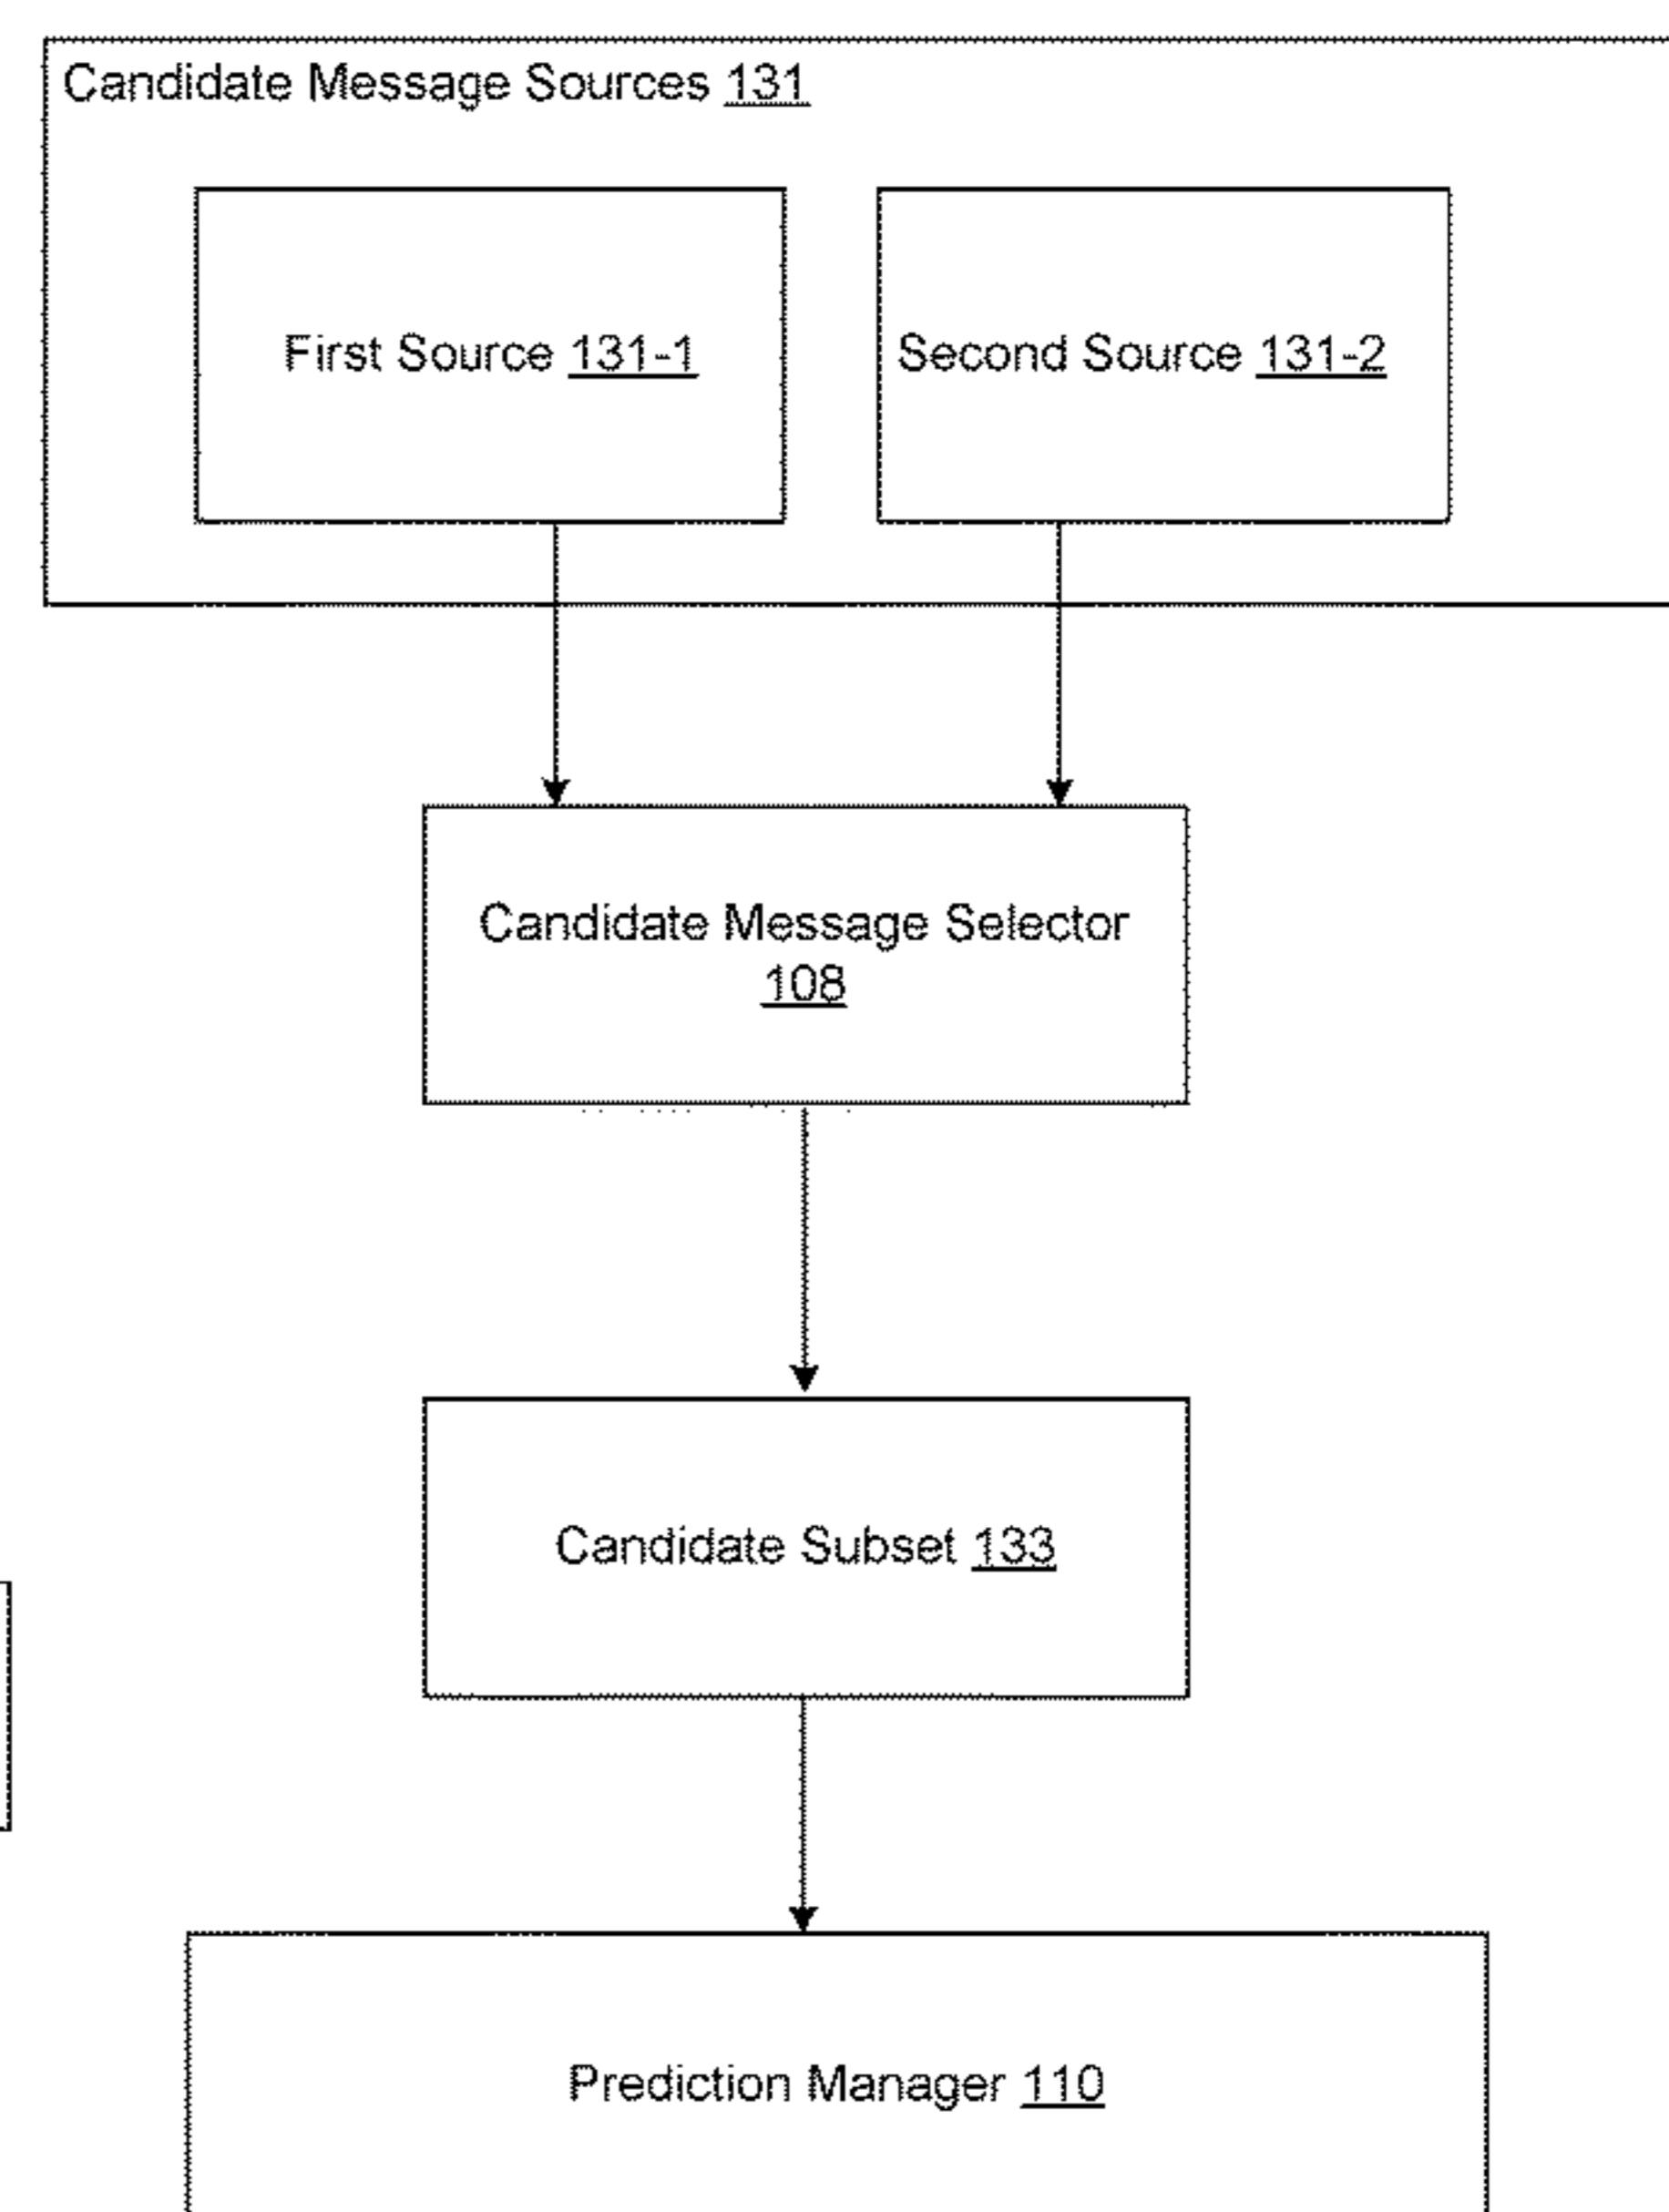 Candidate Message Sources 131
First Source 131-1
Second Source 131-2
Candidate Message Selector
108
Candidate Subset 133
Prediction Manager 110